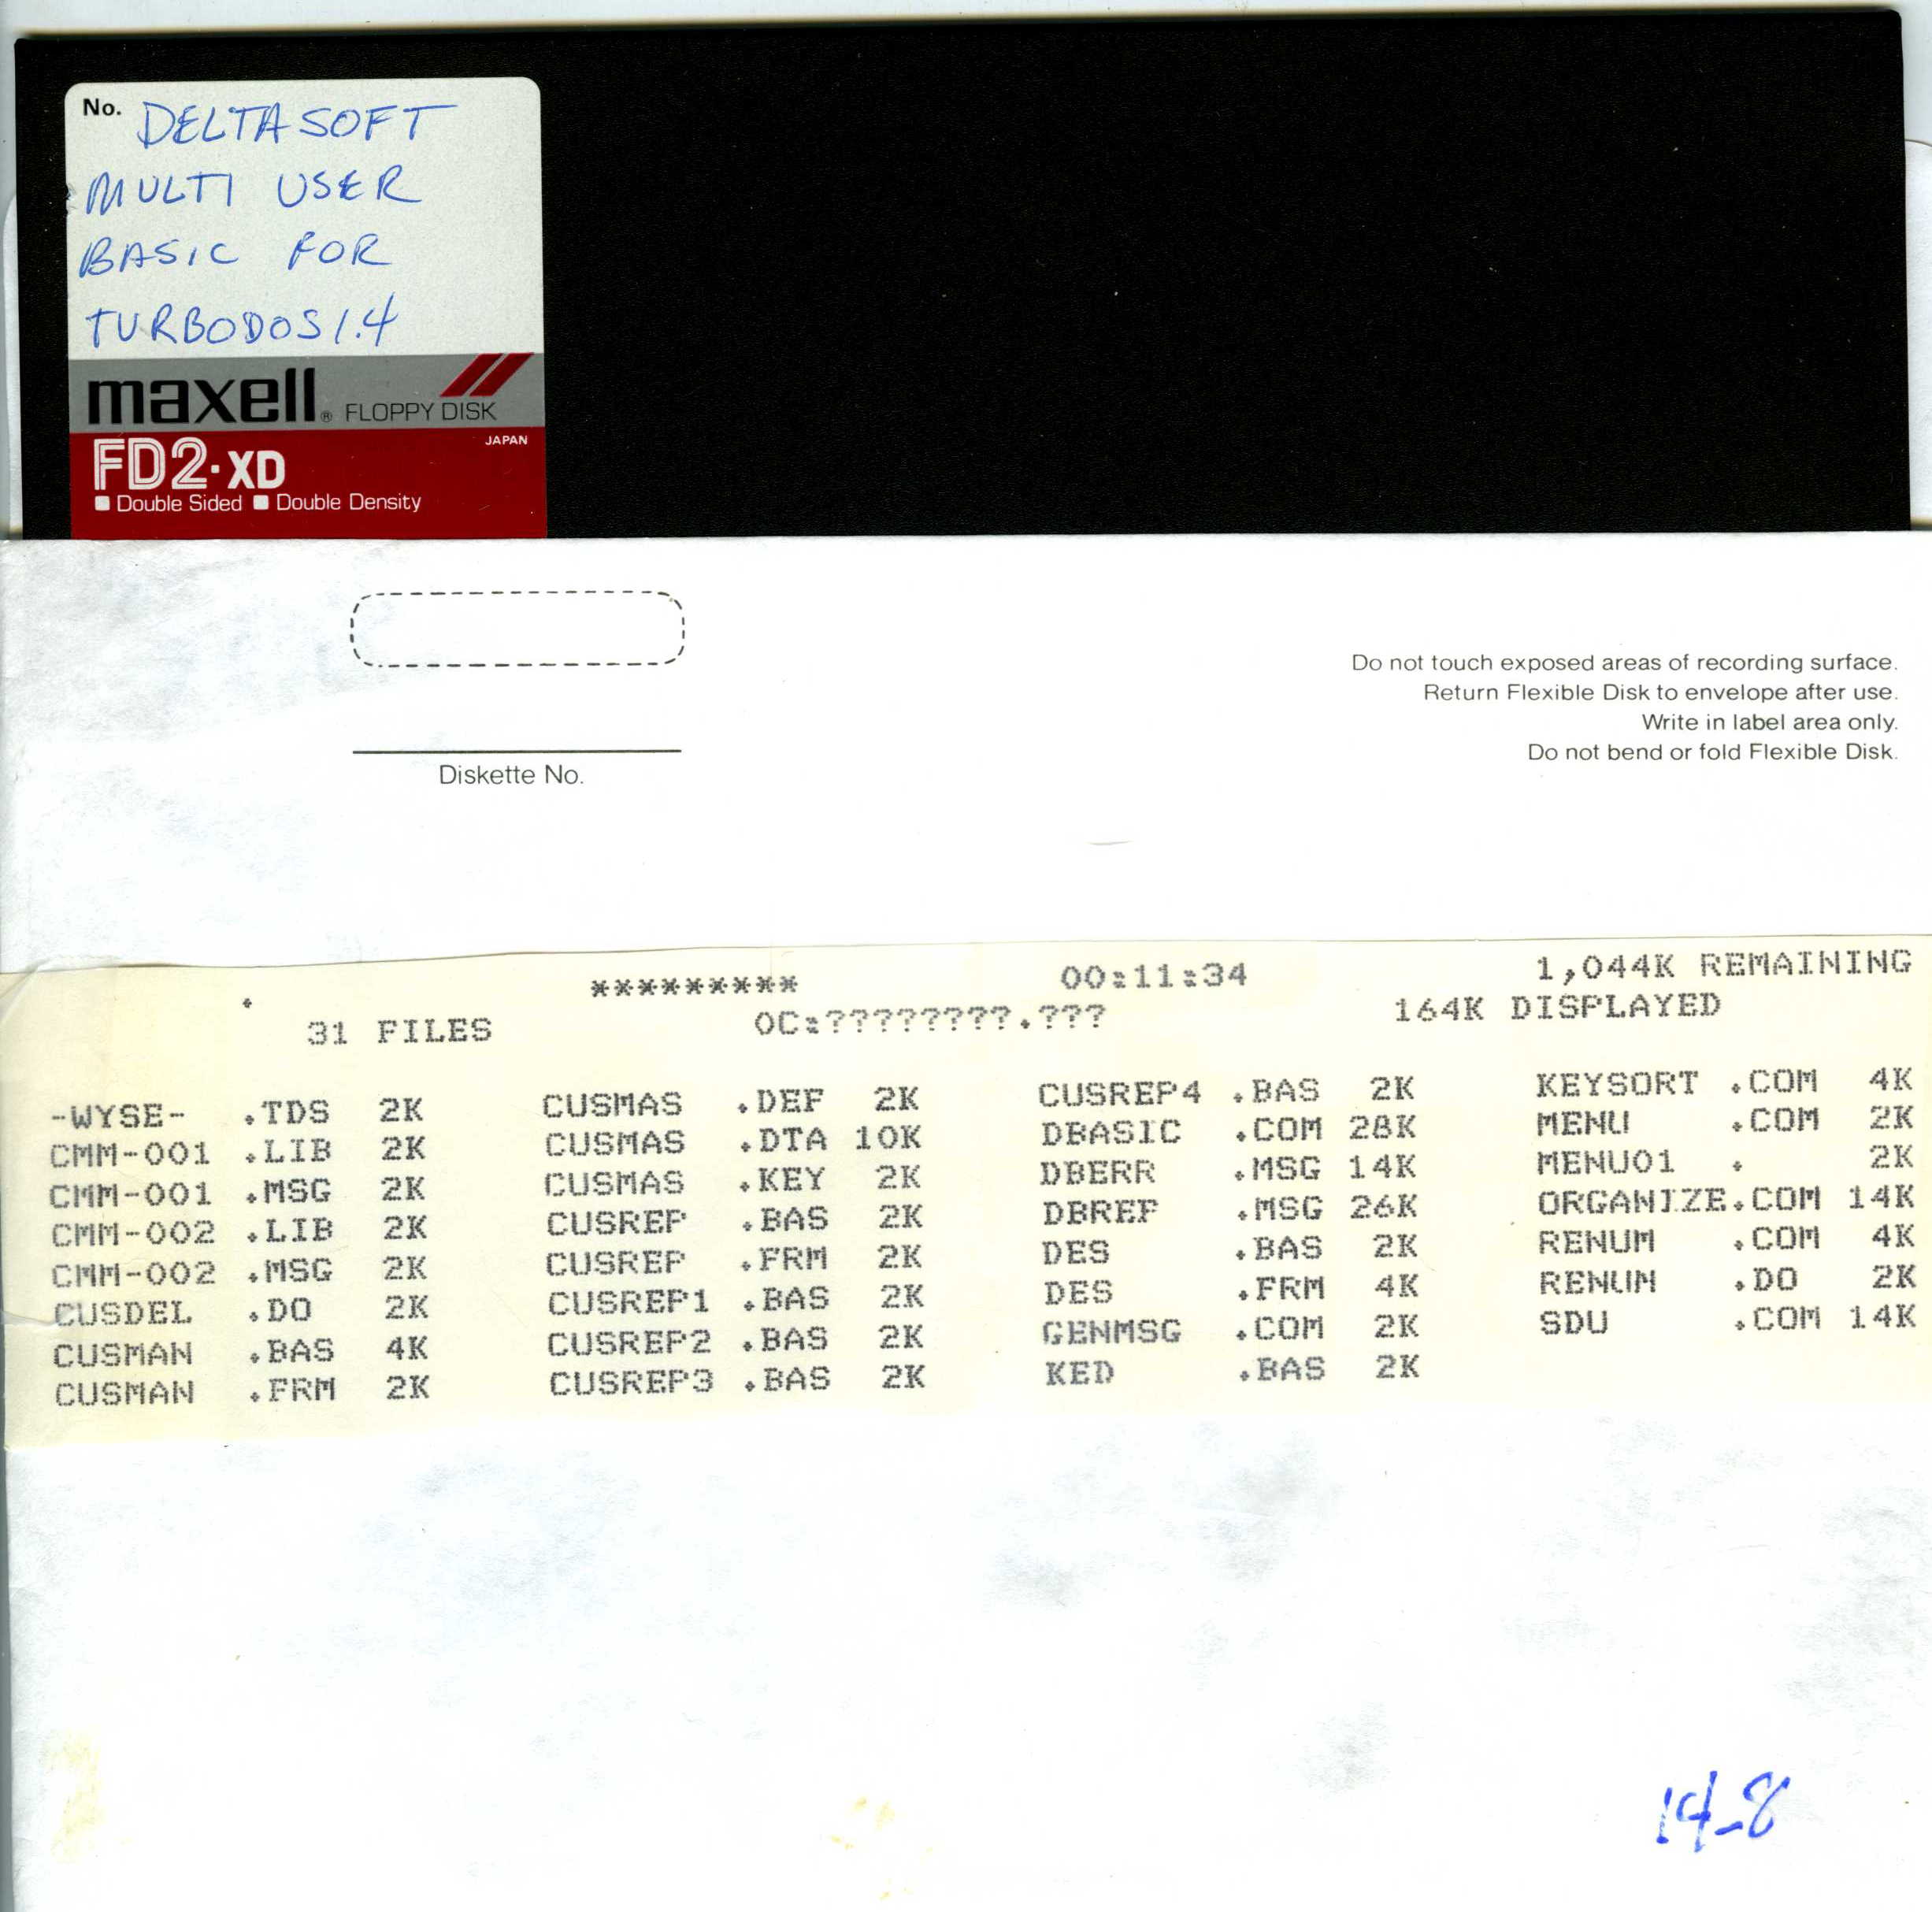 No. DELTASOFT
MULTI USER
BASIC FOR
TURBODOS 1.4
maxell® FLOPPY DISK
JAPAN
FD2-XD
Double Sided Double Density
Do not touch exposed areas of recording surface.
Return Flexible Disk to envelope after use.
Write in label area only.
Do not bend or fold Flexible Disk.
Diskette No.
. ********* 00:11:34 1,044K REMAINING
31 FILES 0C:????????.??? 164K DISPLAYED
-WYSE- .TDS 2K CUSMAS .DEF 2K CUSREP4 .BAS 2K KEYSORT .COM 4K
CMM-001 .LIB 2K CUSMAS .DTA 10K DBASIC .COM 28K MENU .COM 2K
CMM-001 .MSG 2K CUSMAS .KEY 2K DBERR .MSG 14K MENU01 . 2K
CMM-002 .LIB 2K CUSREP .BAS 2K DBREF .MSG 26K ORGANIZE.COM 14K
CMM-002 .MSG 2K CUSREP .FRM 2K DES .BAS 2K RENUM .COM 4K
CUSDEL .DO 2K CUSREP1 .BAS 2K DES .FRM 4K RENUM .DO 2K
CUSMAN .BAS 4K CUSREP2 .BAS 2K GENMSG .COM 2K SDU .COM 14K
CUSMAN .FRM 2K CUSREP3 .BAS 2K KED .BAS 2K
14-8